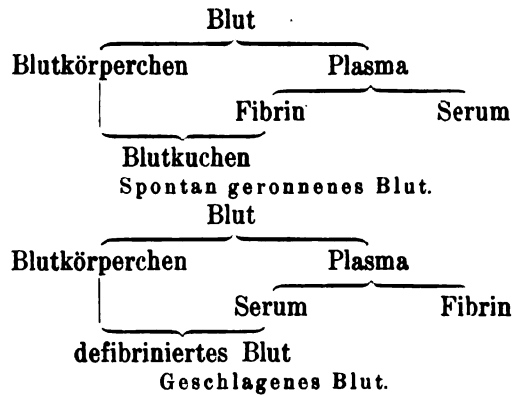 Blut
Blutkörperchen Plasma
Fibrin Serum
Blutkuchen
Spontan geronnenes Blut.
Blut
Blutkörperchen Plasma
Serum Fibrin
defibriniertes Blut
Geschlagenes Blut.